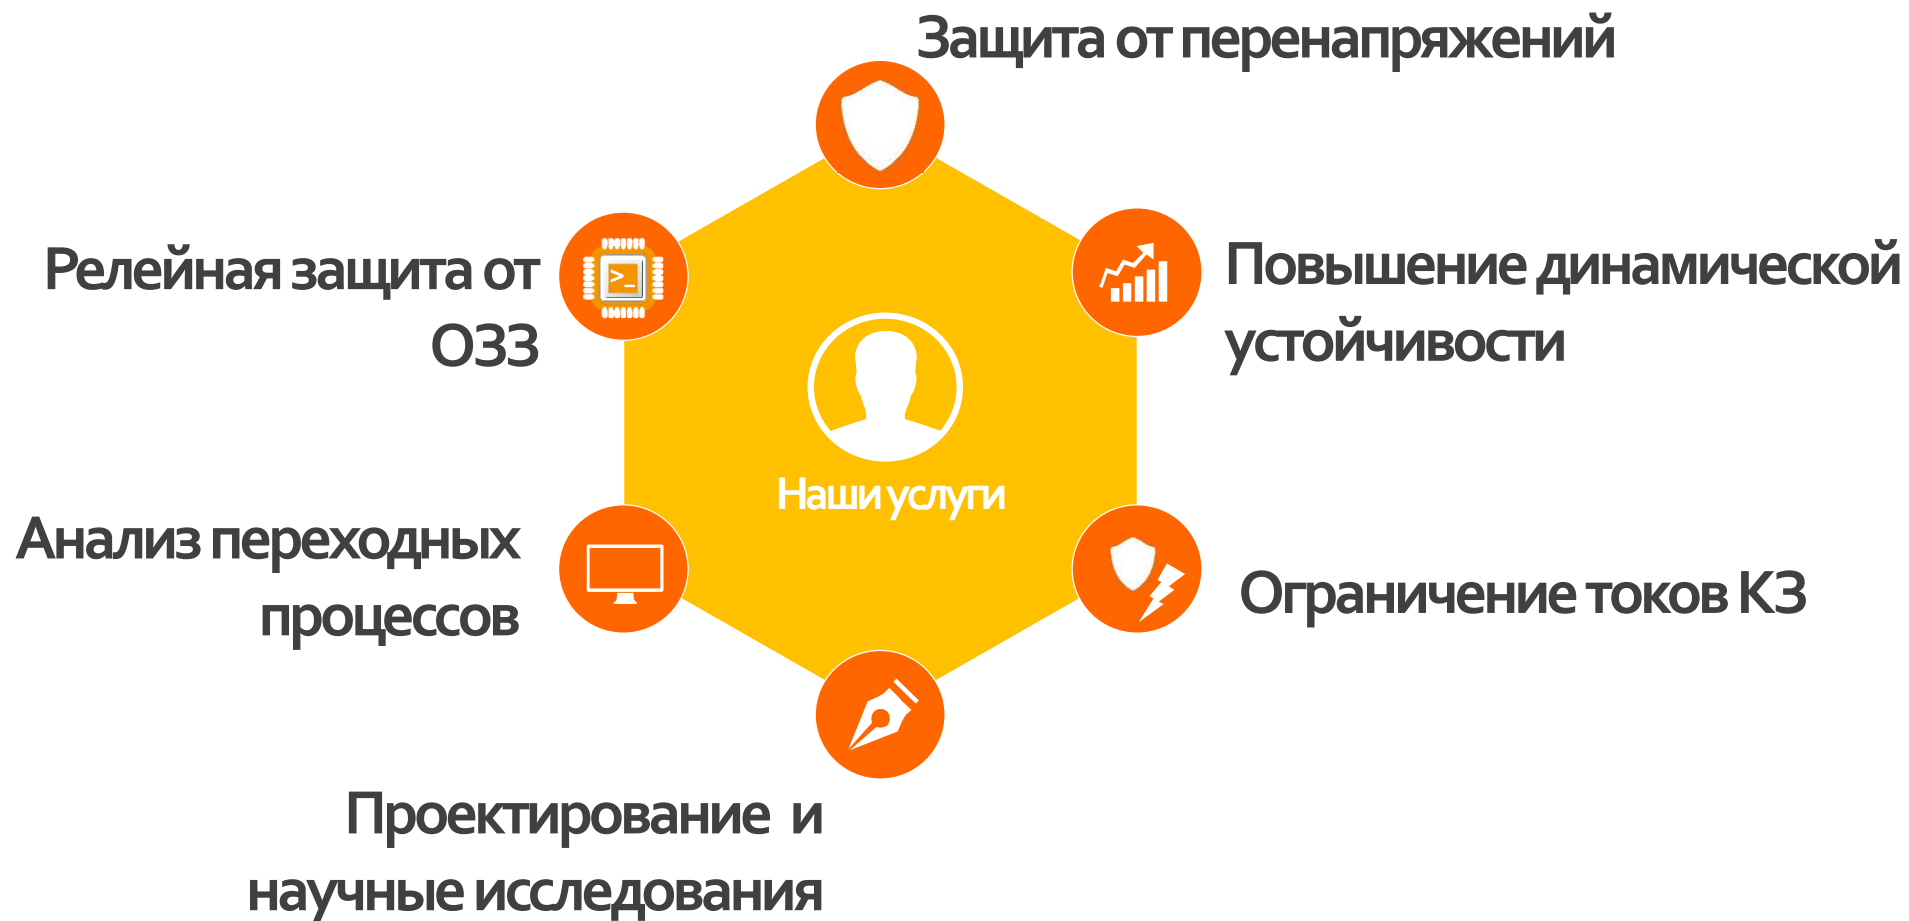 Защита от перенапряжений
Релейная защита от
ОЗЗ
Повышение динамической
устойчивости
>_
Наши услуги
Анализ переходных
процессов
Ограничение токов КЗ
Проектирование и
научные исследования